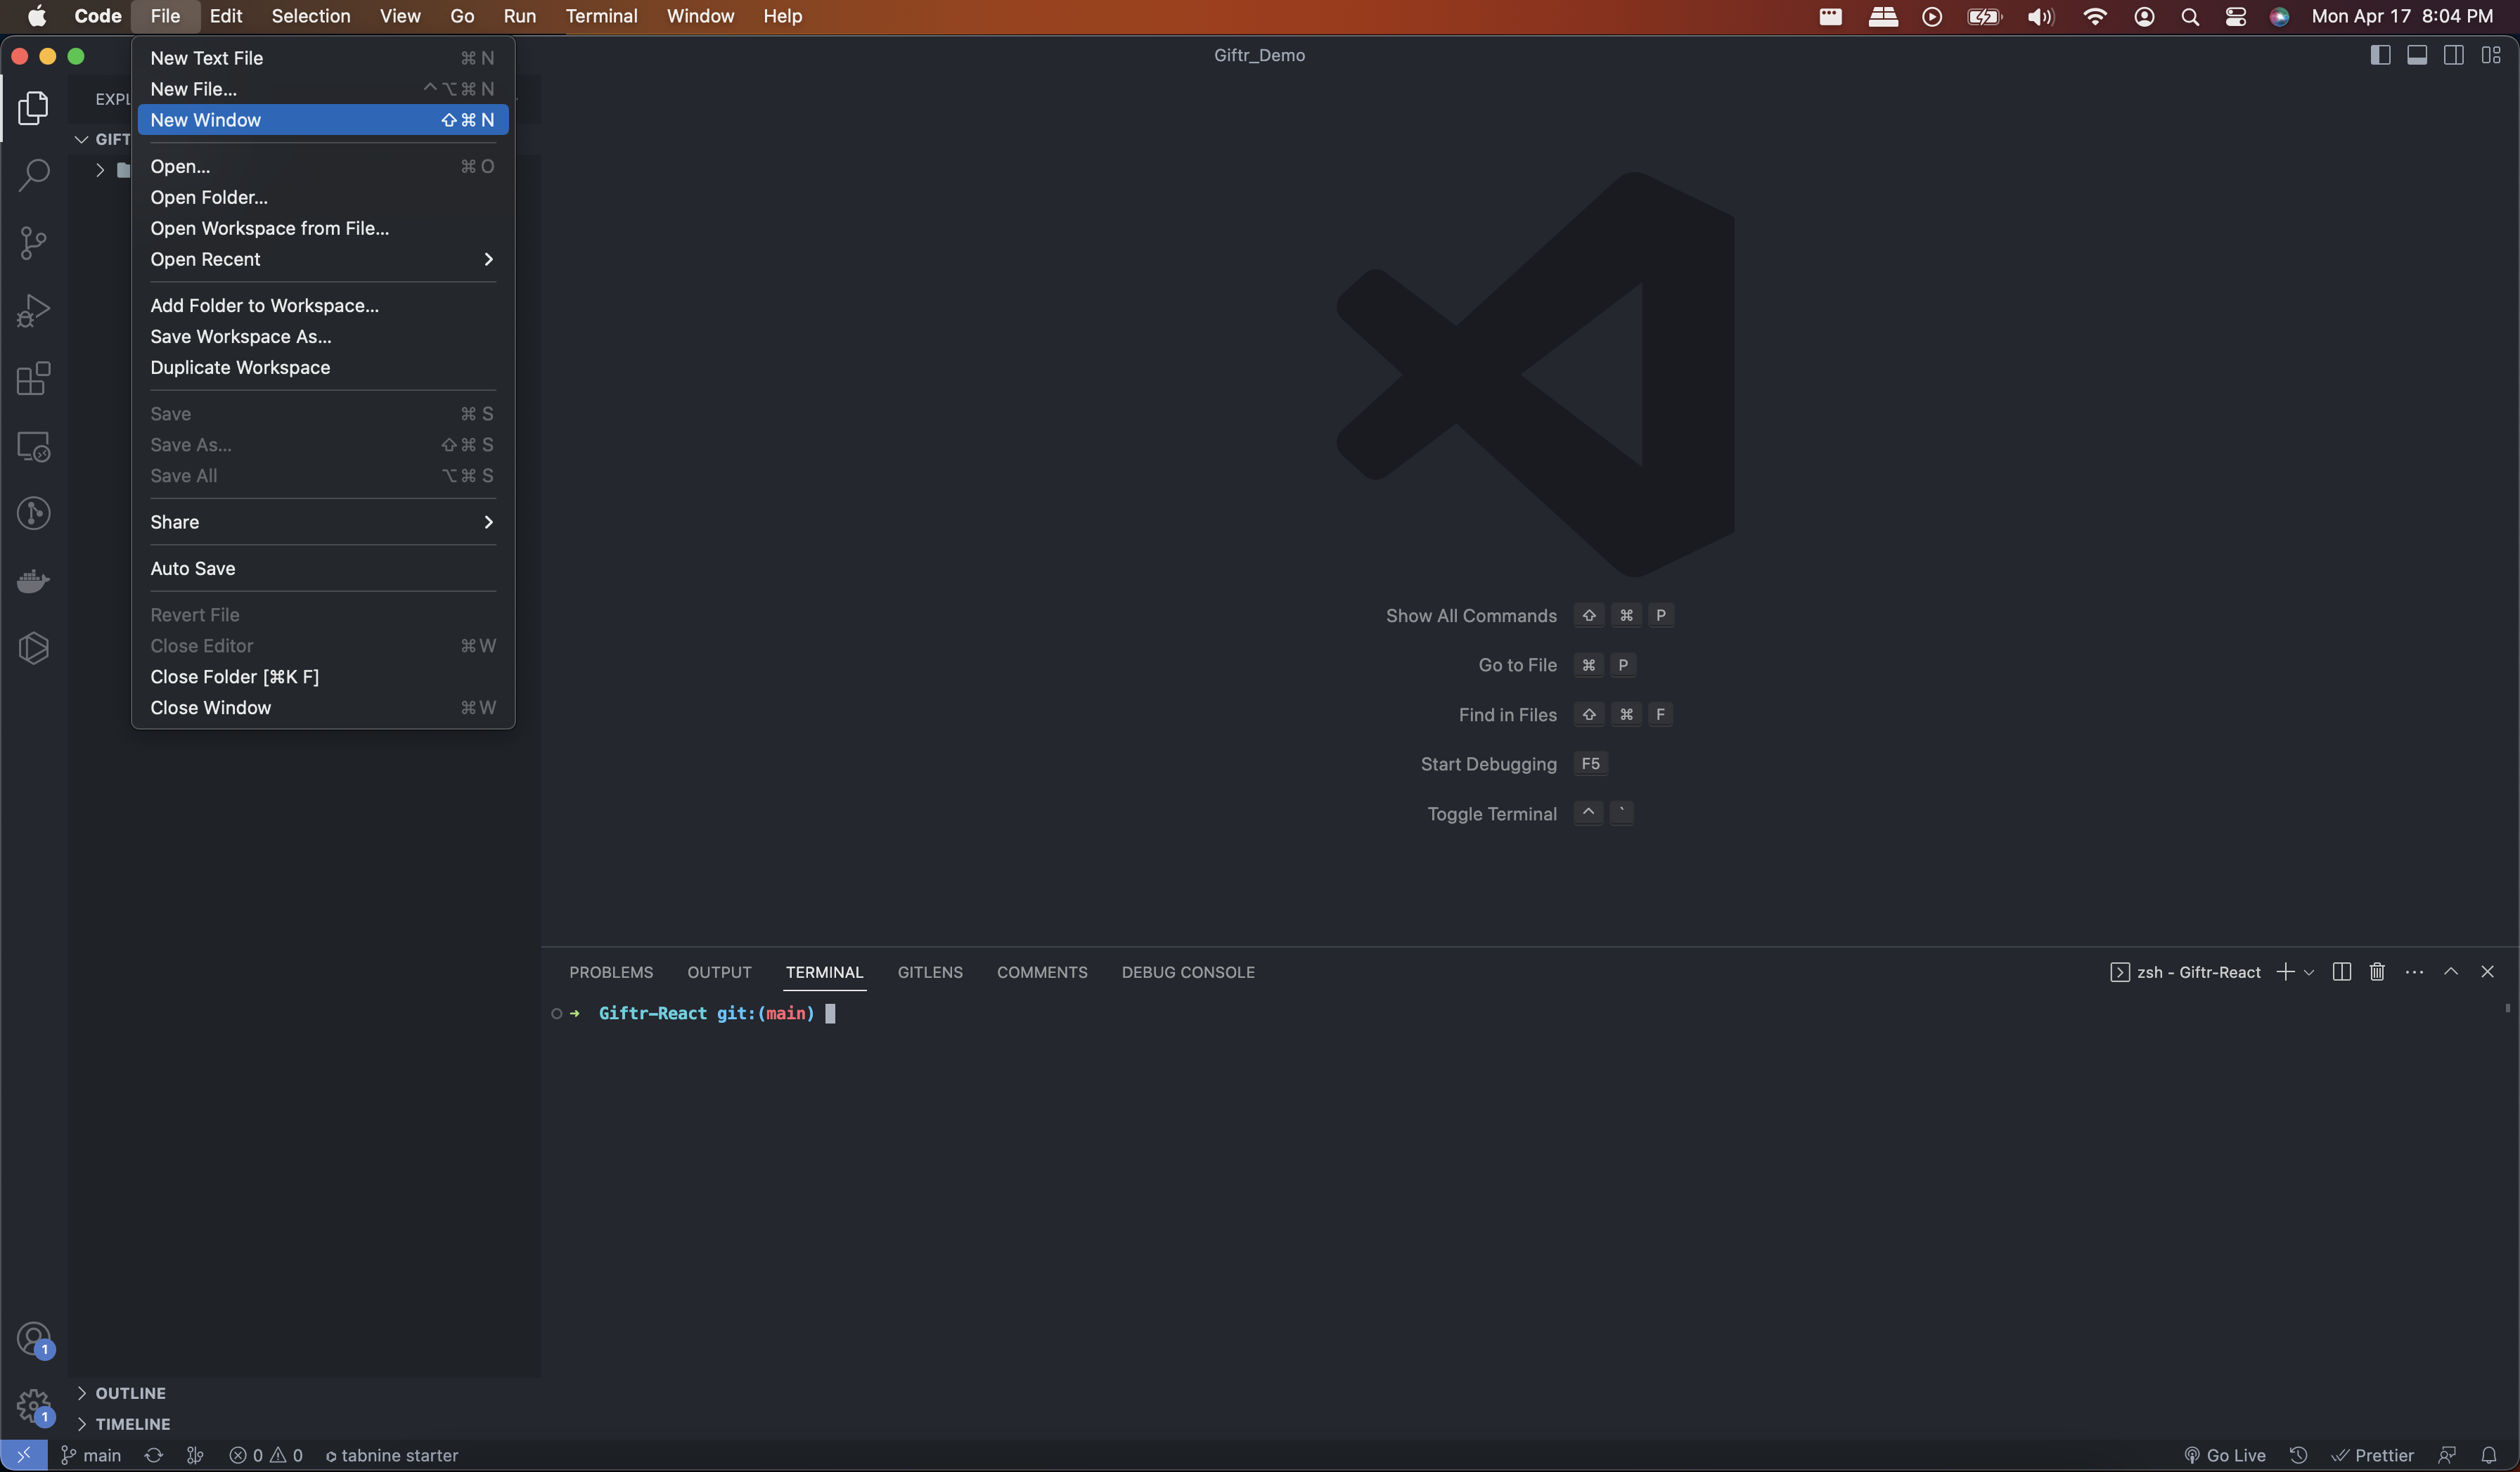 Code File Edit Selection View Go Run Terminal Window Help Mon Apr 17 8:04 PM
Giftr_Demo
New Text File ⌘ N
New File... ⌃⌥⌘ N
New Window ⇧⌘ N
Open... ⌘ O
Open Folder...
Open Workspace from File...
Open Recent
Add Folder to Workspace...
Save Workspace As...
Duplicate Workspace
Save ⌘ S
Save As... ⇧⌘ S
Save All ⌥⌘ S
Share
Auto Save
Revert File
Close Editor ⌘W
Close Folder [⌘K F]
Close Window ⌘W
EXPL
GIFT
Show All Commands ⇧ ⌘ P
Go to File ⌘ P
Find in Files ⇧ ⌘ F
Start Debugging F5
Toggle Terminal ^ `
PROBLEMS OUTPUT TERMINAL GITLENS COMMENTS DEBUG CONSOLE zsh - Giftr-React
→ Giftr-React git:(main)
1
1
OUTLINE
TIMELINE
main 0 0 tabnine starter Go Live Prettier